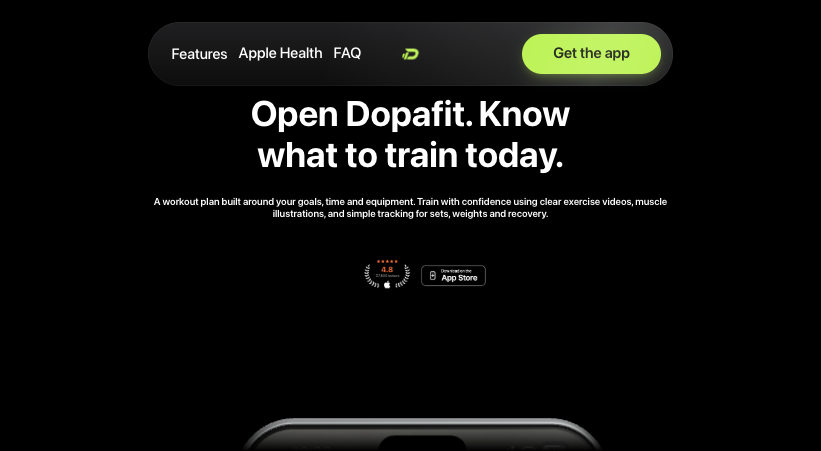 Features Apple Health FAQ Get the app
Open Dopafit. Know
what to train today.
A workout plan built around your goals, time and equipment. Train with confidence using clear exercise videos, muscle
illustrations, and simple tracking for sets, weights and recovery.
4.8
Download on the
App Store